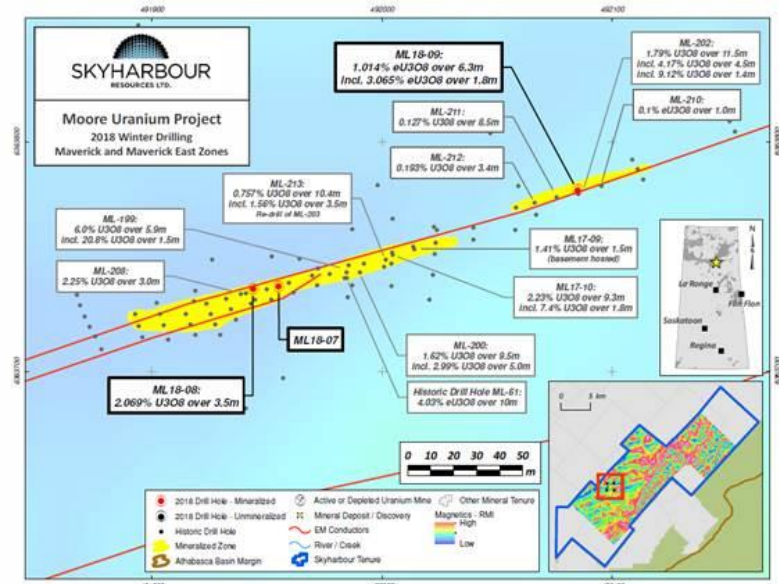 491900
492000
492100
SKYHARBOUR
RESOURCES LTD.
Moore Uranium Project
2018 Winter Drilling
Maverick and Maverick East Zones
ML18-09:
1.014% eU3O8 over 6.3m
Incl. 3.065% eU3O8 over 1.8m
ML-202:
1.79% U3O8 over 11.5m
Incl. 4.17% U3O8 over 4.5m
Incl. 9.12% U3O8 over 1.4m
ML-211:
0.127% U3O8 over 8.5m
ML-210:
0.1% eU3O8 over 1.0m
ML-212:
0.193% U3O8 over 3.4m
6363800
ML-213:
0.757% U3O8 over 10.4m
Incl. 1.56% U3O8 over 3.5m
Re-drill of ML-203
ML-199:
6.0% U3O8 over 5.9m
Incl. 20.8% U3O8 over 1.5m
ML-208:
2.25% U3O8 over 3.0m
ML17-09:
1.41% U3O8 over 1.5m
(basement hosted)
ML17-10:
2.23% U3O8 over 9.3m
Incl. 7.4% U3O8 over 1.8m
ML18-07
ML-200:
1.62% U3O8 over 9.5m
Incl. 2.99% U3O8 over 5.0m
ML18-08:
2.069% U3O8 over 3.5m
Historic Drill Hole ML-61:
4.03% eU3O8 over 10m
6363700
N
La Ronge
Flin Flon
Saskatoon
Regina
0 5 km
0 10 20 30 40 50
m
2018 Drill Hole - Mineralized
2018 Drill Hole - Unmineralized
Historic Drill Hole
Mineralized Zone
Athabasca Basin Margin
Active or Depleted Uranium Mine
Mineral Deposit / Discovery
EM Conductors
River / Creek
Skyharbour Tenure
Other Mineral Tenure
Magnetics - RMI
High
Low